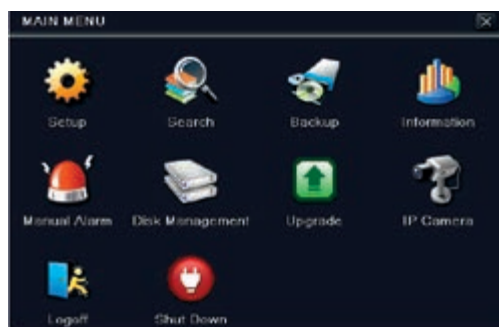 MAIN MENU
Setup Search Backup Information
Manual Alarm Disk Management Upgrade IP Camera
Logoff Shut Down